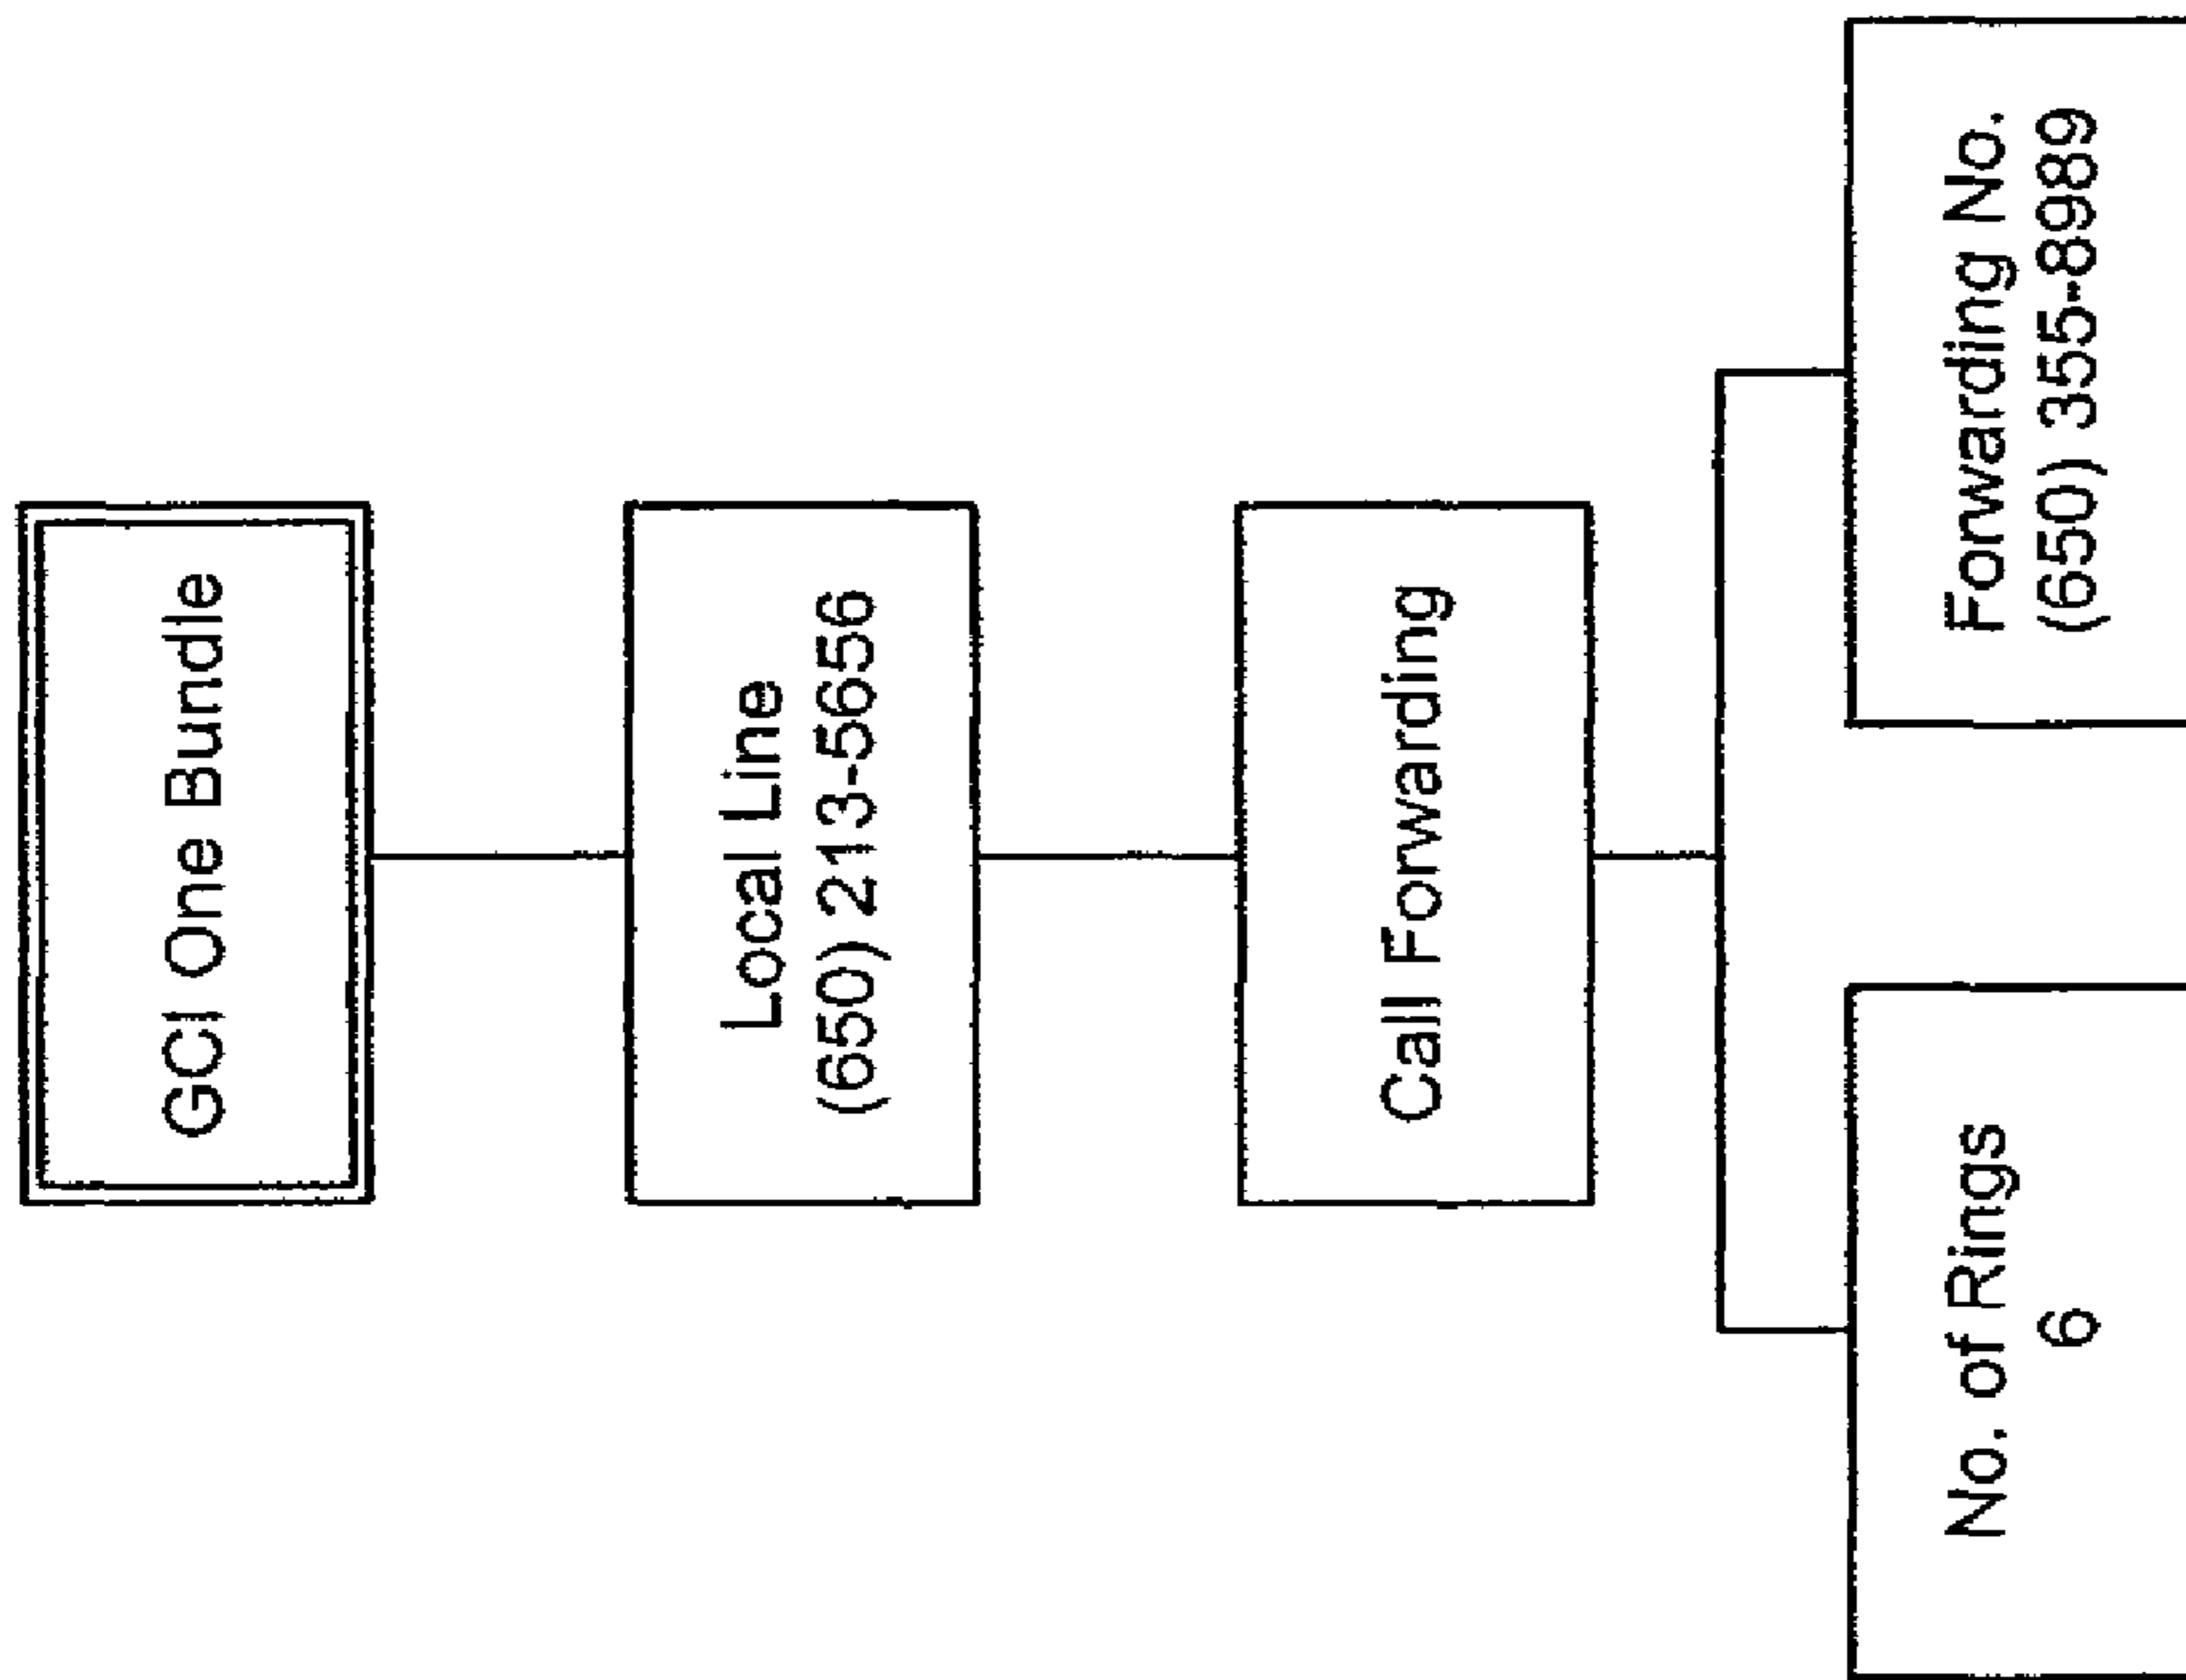 GCI One Bundle
Local Line
(650) 213-5656
Call Forwarding
No. of Rings
6
Forwarding No.
(650) 355-8989